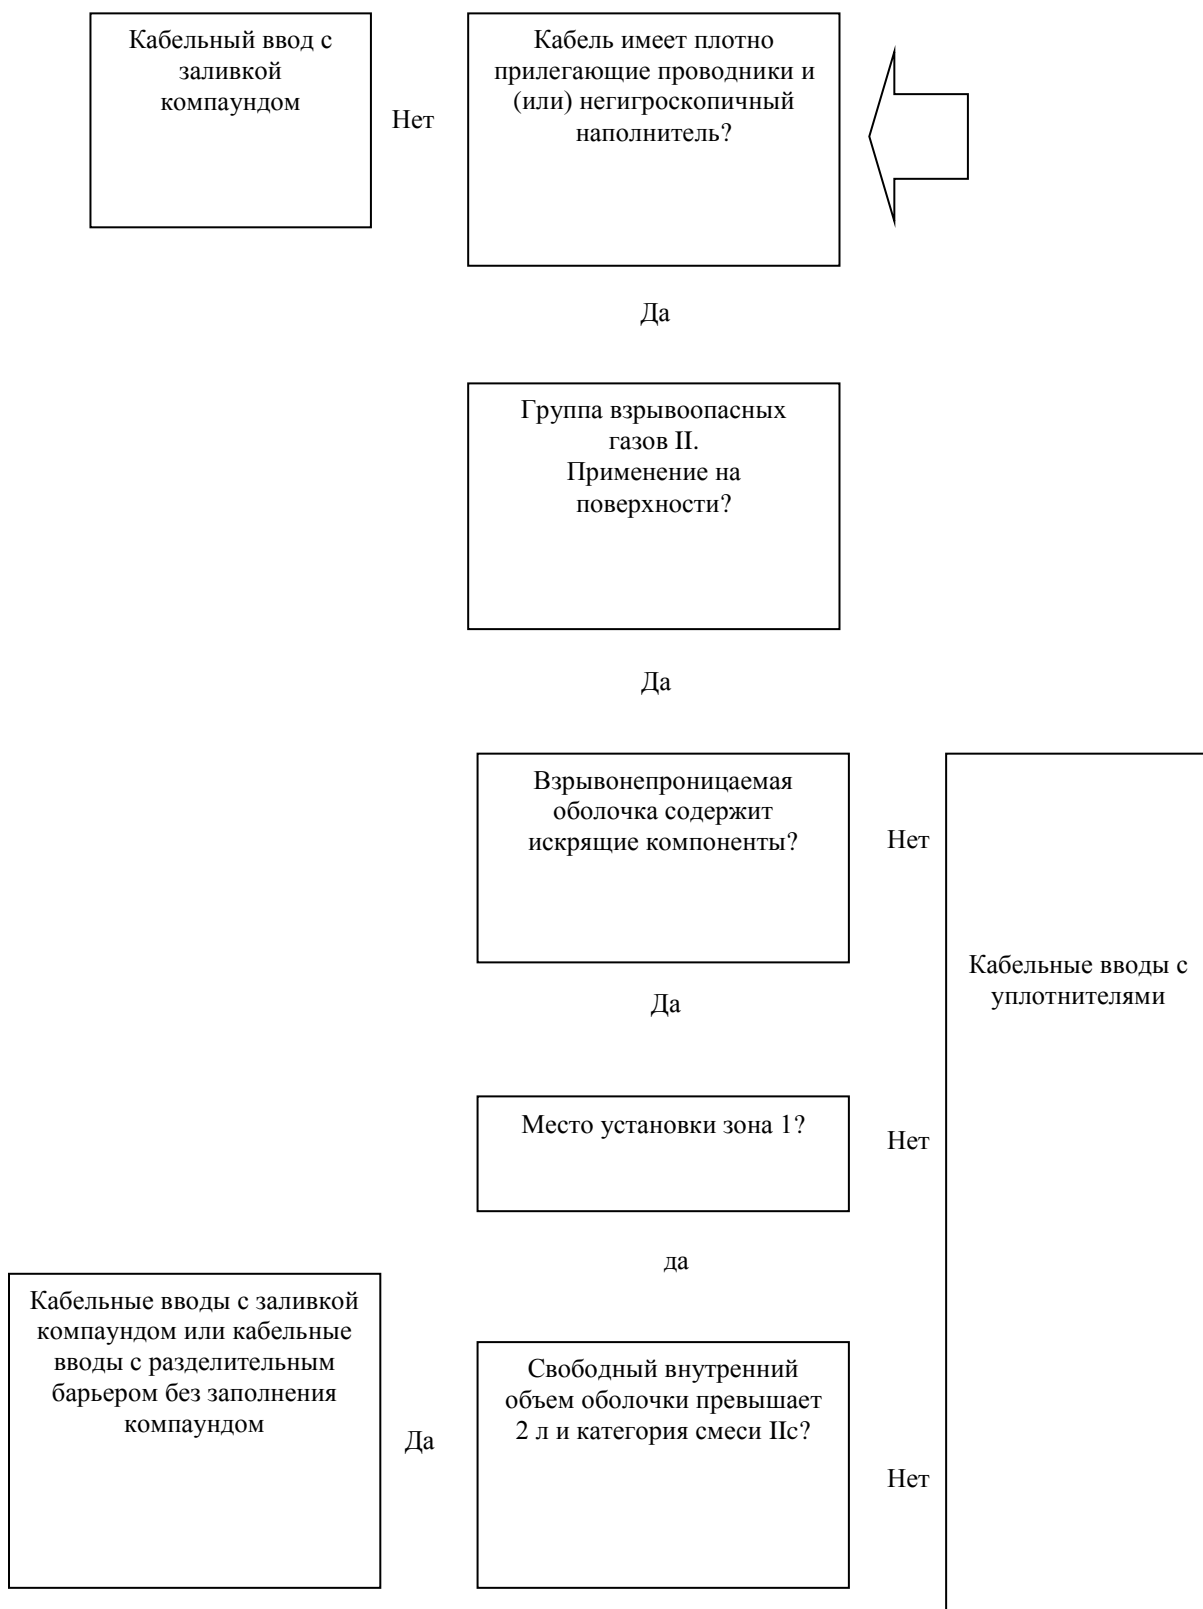 Кабельный ввод с
заливкой
компаундом
Нет
Кабель имеет плотно
прилегающие проводники и
(или) негигроскопичный
наполнитель?
Да
Группа взрывоопасных
газов II.
Применение на
поверхности?
Да
Взрывонепроницаемая
оболочка содержит
искрящие компоненты?
Нет
Кабельные вводы с
уплотнителями
Да
Место установки зона 1?
Нет
да
Кабельные вводы с заливкой
компаундом или кабельные
вводы с разделительным
барьером без заполнения
компаундом
Да
Свободный внутренний
объем оболочки превышает
2 л и категория смеси IIс?
Нет